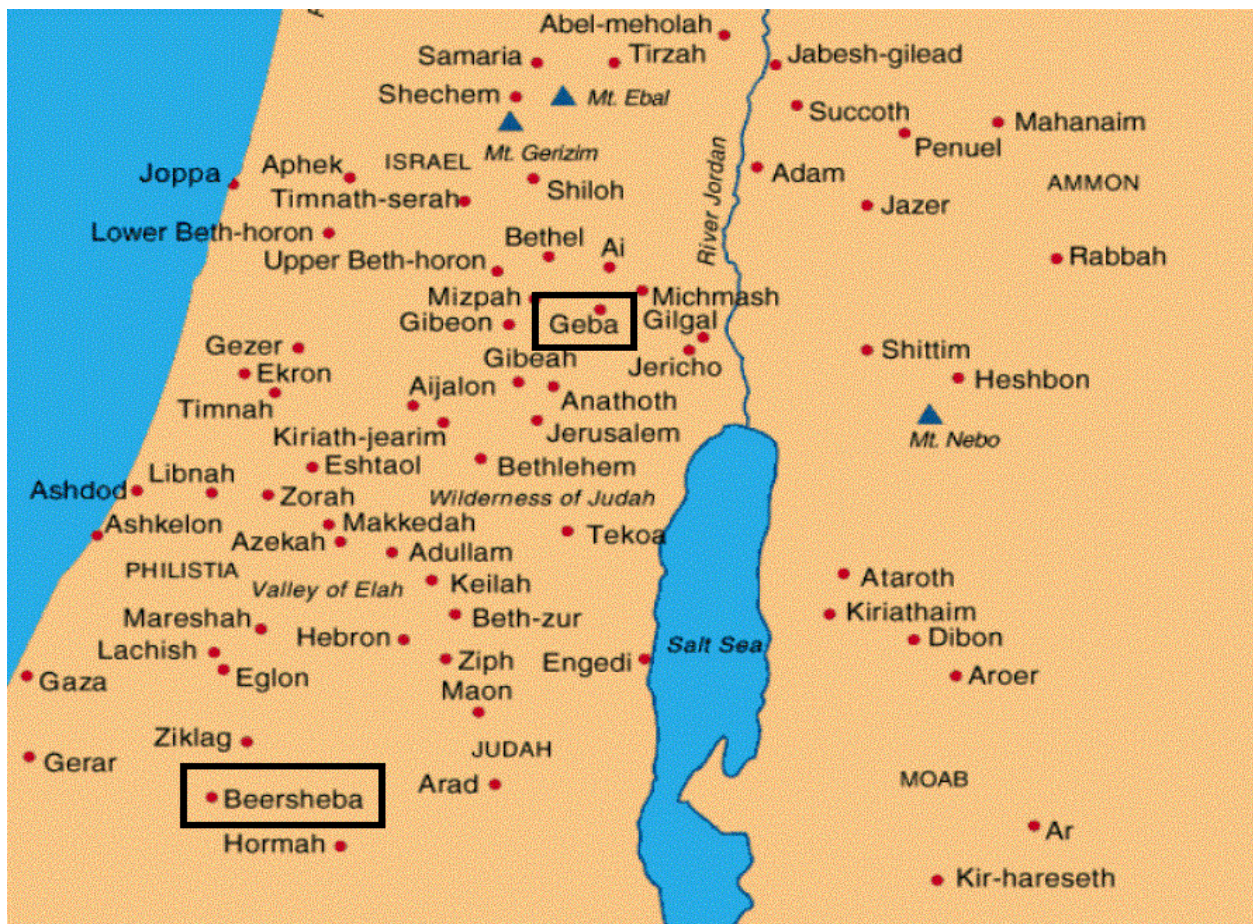 Abel-meholah
Samaria
Tirzah
Jabesh-gilead
Shechem
Mt. Ebal
Succoth
Mahanaim
Penuel
Mt. Gerizim
Aphek
ISRAEL
River Jordan
Joppa
Adam
AMMON
Timnath-serah
Shiloh
Jazer
Lower Beth-horon
Bethel
Ai
Upper Beth-horon
Rabbah
Mizpah
Michmash
Gibeon
Geba
Gilgal
Gezer
Gibeah
Jericho
Shittim
Ekron
Aijalon
Heshbon
Timnah
Anathoth
Kiriath-jearim
Jerusalem
Mt. Nebo
Libnah
Eshtaol
Bethlehem
Ashdod
Zorah
Wilderness of Judah
Ashkelon
Makkedah
Azekah
Tekoa
Adullam
PHILISTIA
Valley of Elah
Keilah
Ataroth
Mareshah
Beth-zur
Kiriathaim
Hebron
Dibon
Lachish
Salt Sea
Eglon
Ziph
Engedi
Gaza
Aroer
Maon
Ziklag
JUDAH
Gerar
Arad
MOAB
Beersheba
Hormah
Ar
Kir-hareseth